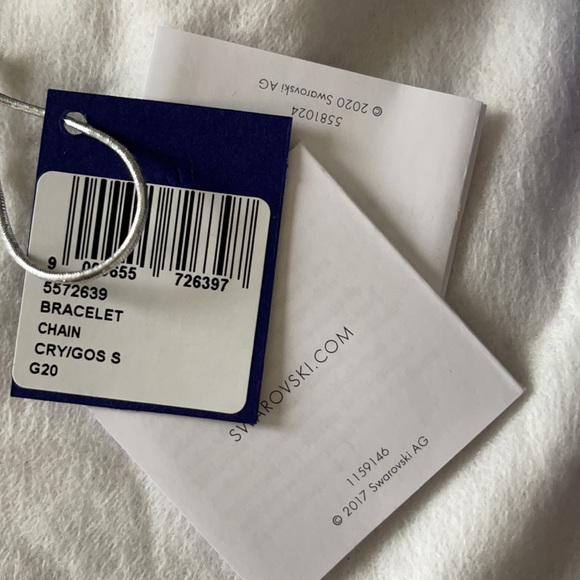 © 2020 Swarovski AG
5581024
9 655 726397
5572639
BRACELET
CHAIN
CRY/GOS S
G20
SWAROVSKI.COM
1159146
© 2017 Swarovski AG